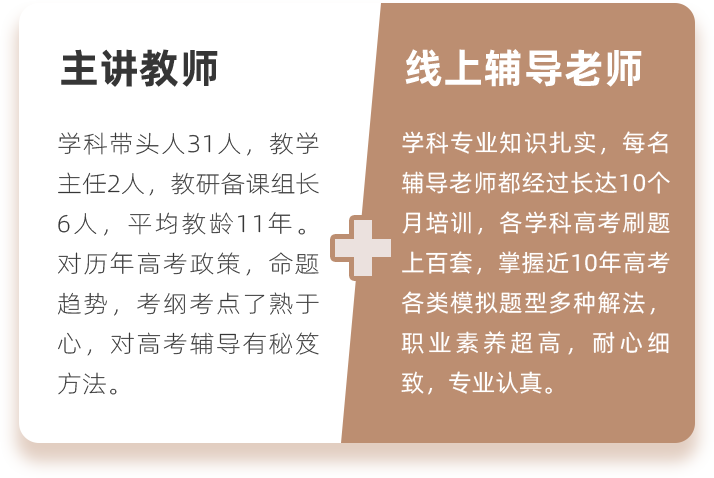 主讲教师
学科带头人31人，教学
主任2人，教研备课组长
6人，平均教龄11年。
对历年高考政策，命题
趋势，考纲考点了熟于
心，对高考辅导有秘笈
方法。
线上辅导老师
学科专业知识扎实，每名
辅导老师都经过长达10个
月培训，各学科高考刷题
上百套，掌握近10年高考
各类模拟题型多种解法，
职业素养超高，耐心细
致，专业认真。